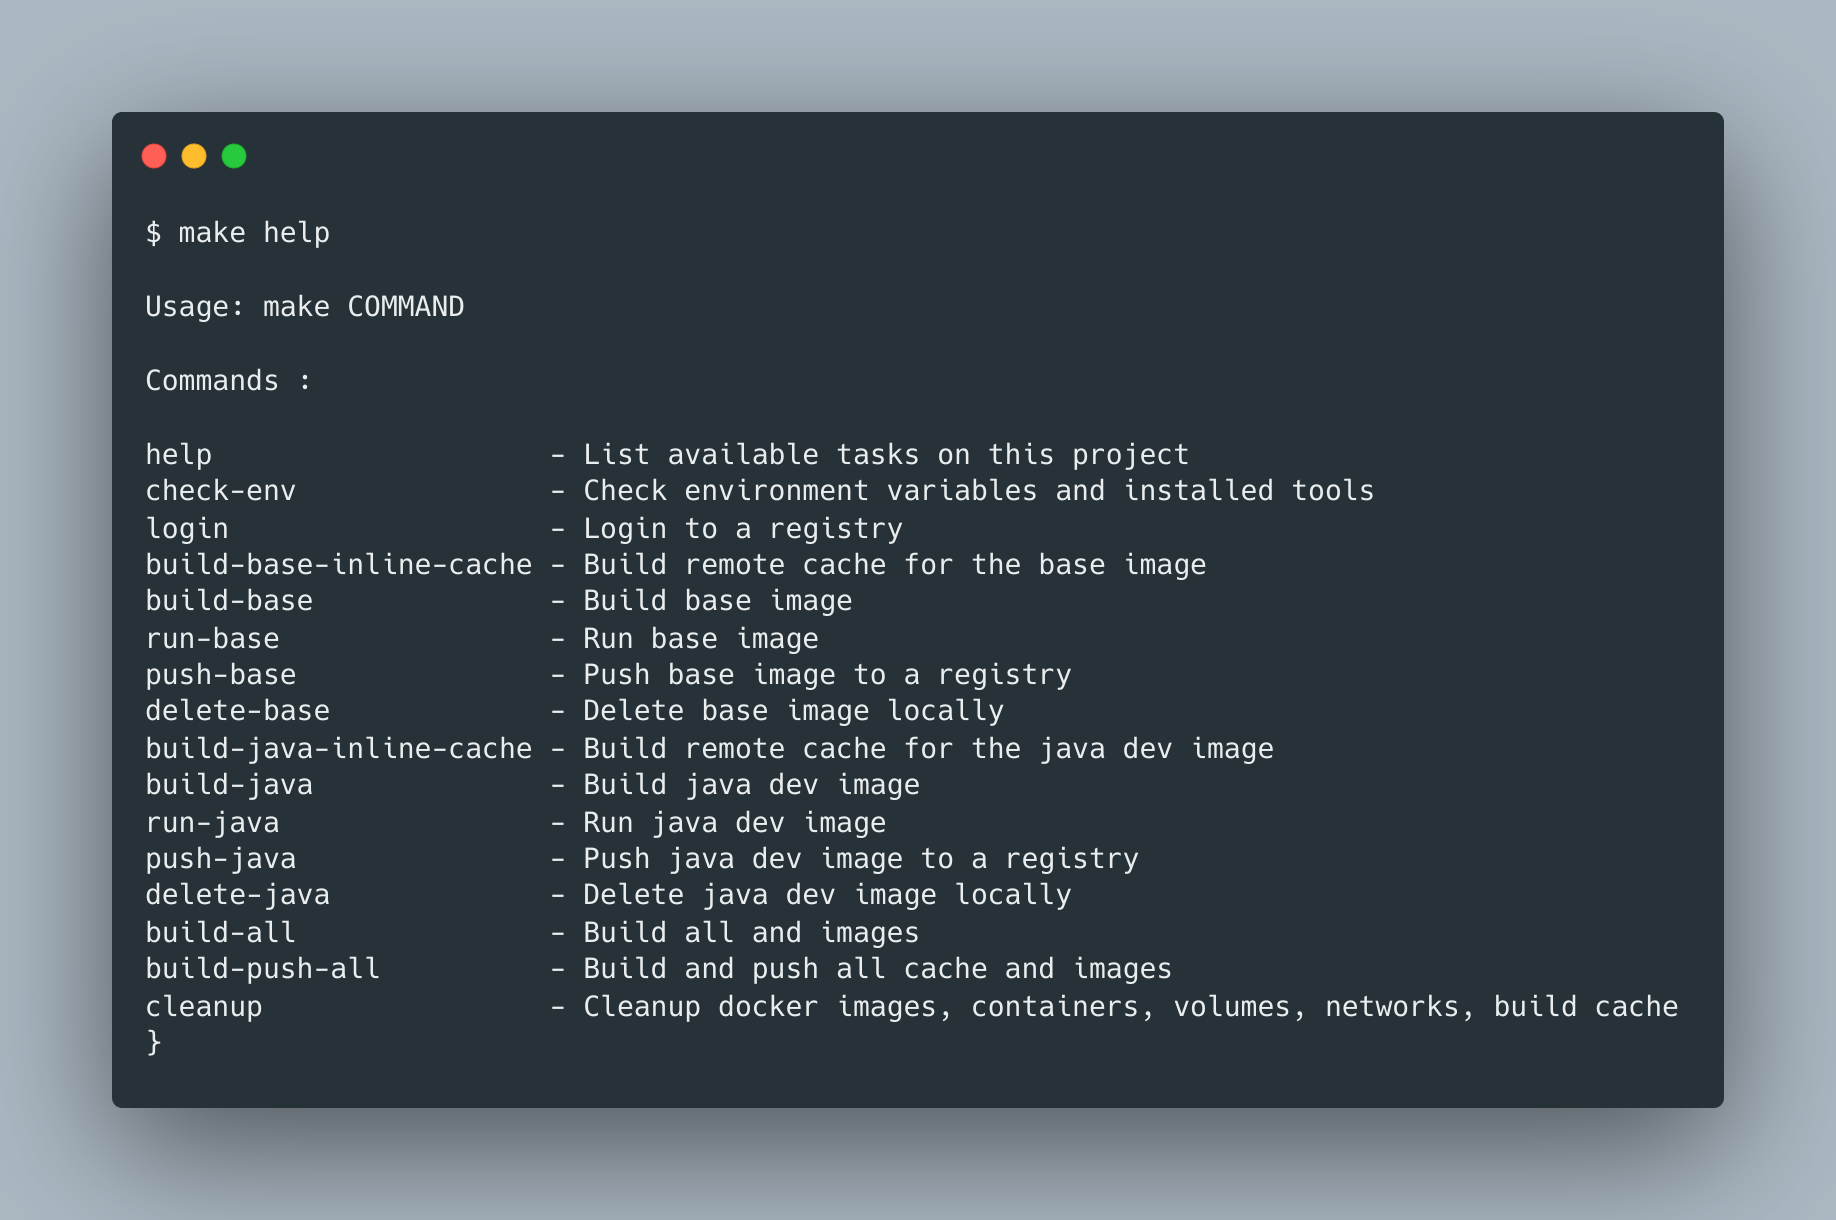 $ make help
Usage: make COMMAND
Commands :
help                    - List available tasks on this project
check-env               - Check environment variables and installed tools
login                   - Login to a registry
build-base-inline-cache - Build remote cache for the base image
build-base              - Build base image
run-base                - Run base image
push-base               - Push base image to a registry
delete-base             - Delete base image locally
build-java-inline-cache - Build remote cache for the java dev image
build-java              - Build java dev image
run-java                - Run java dev image
push-java               - Push java dev image to a registry
delete-java             - Delete java dev image locally
build-all               - Build all and images
build-push-all          - Build and push all cache and images
cleanup                 - Cleanup docker images, containers, volumes, networks, build cache
}